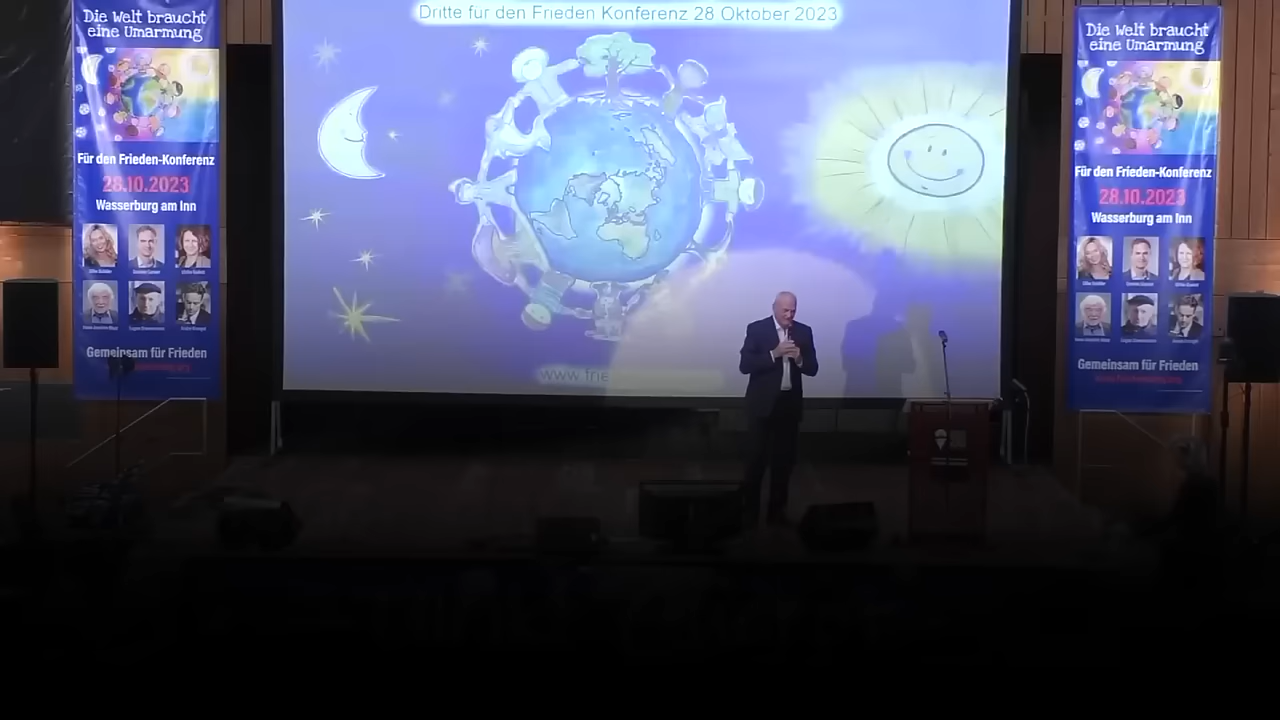 Dritte für den Frieden Konferenz 28 Oktober 2023
www.frie
Die Welt braucht
eine Umarmung
Für den Frieden-Konferenz
28.10.2023
Wasserburg am Inn
Gemeinsam für Frieden
Die Welt braucht
eine Umarmung
Für den Frieden-Konferenz
28.10.2023
Wasserburg am Inn
Gemeinsam für Frieden